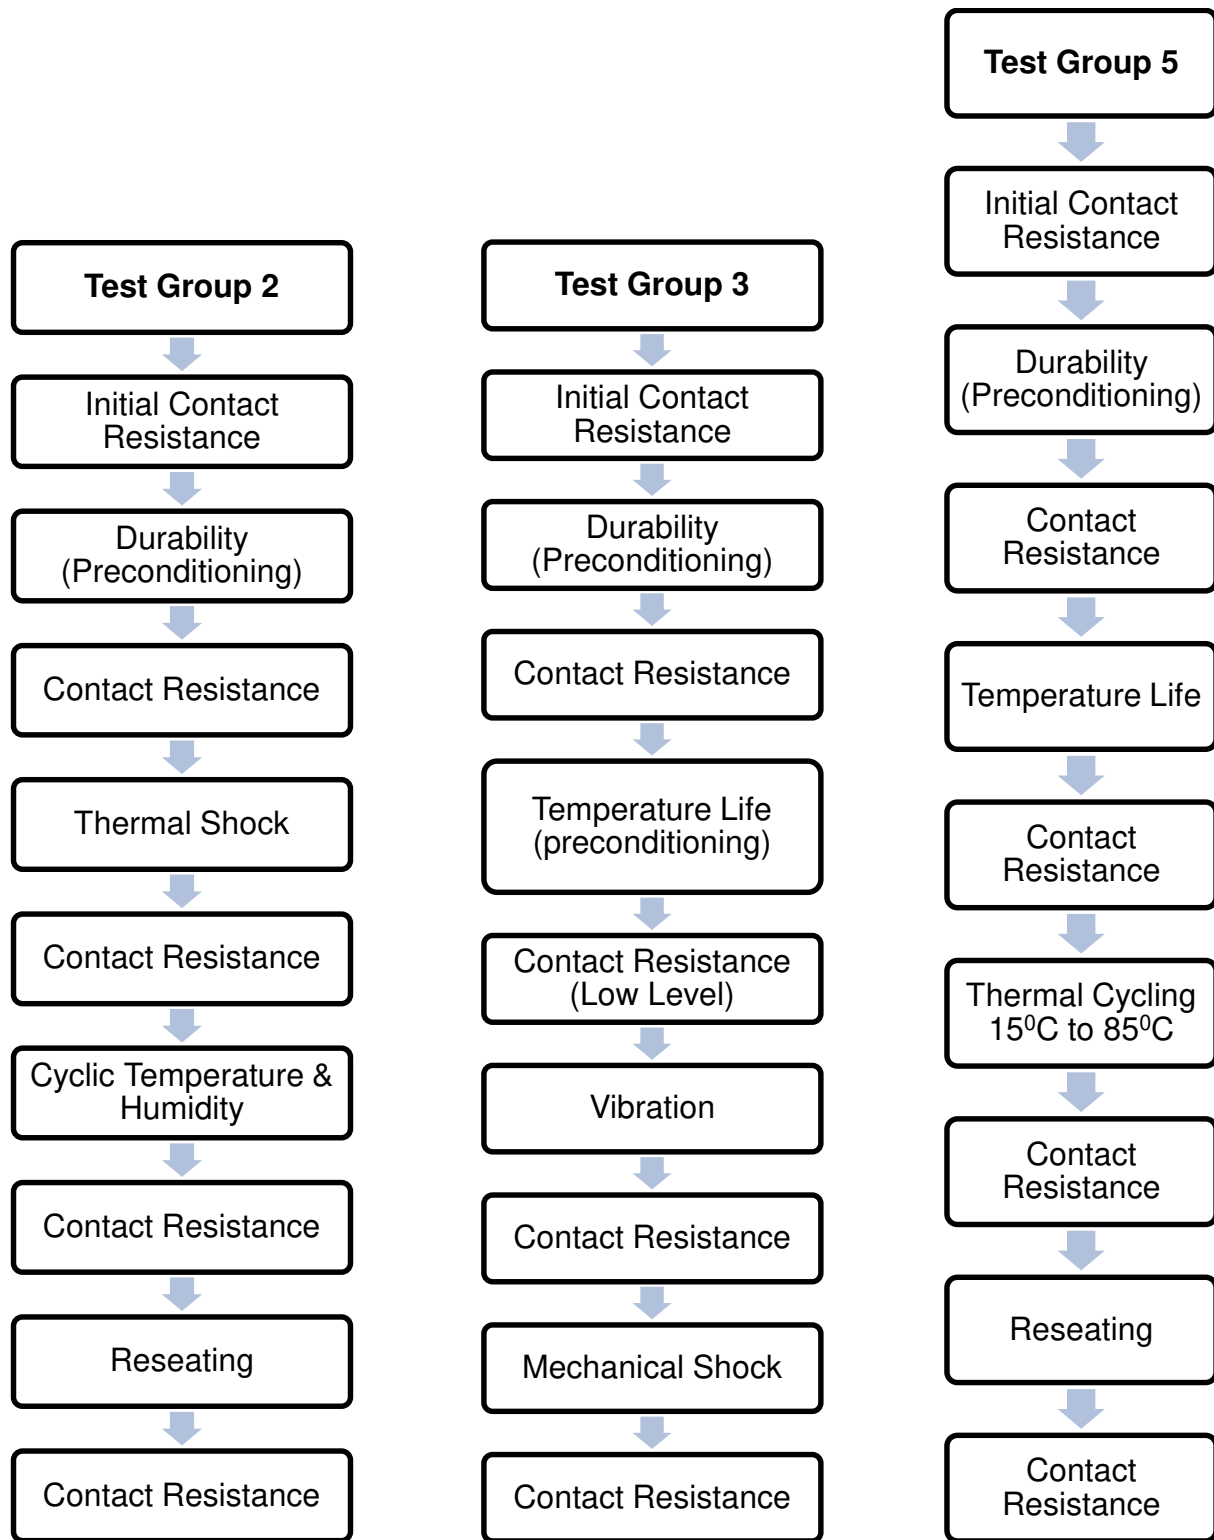 Test Group 2
Initial Contact
Resistance
Durability
(Preconditioning)
Contact Resistance
Thermal Shock
Contact Resistance
Cyclic Temperature &
Humidity
Contact Resistance
Reseating
Contact Resistance
Test Group 3
Initial Contact
Resistance
Durability
(Preconditioning)
Contact Resistance
Temperature Life
(preconditioning)
Contact Resistance
(Low Level)
Vibration
Contact Resistance
Mechanical Shock
Contact Resistance
Test Group 5
Initial Contact
Resistance
Durability
(Preconditioning)
Contact
Resistance
Temperature Life
Contact
Resistance
Thermal Cycling
15⁰C to 85⁰C
Contact
Resistance
Reseating
Contact
Resistance